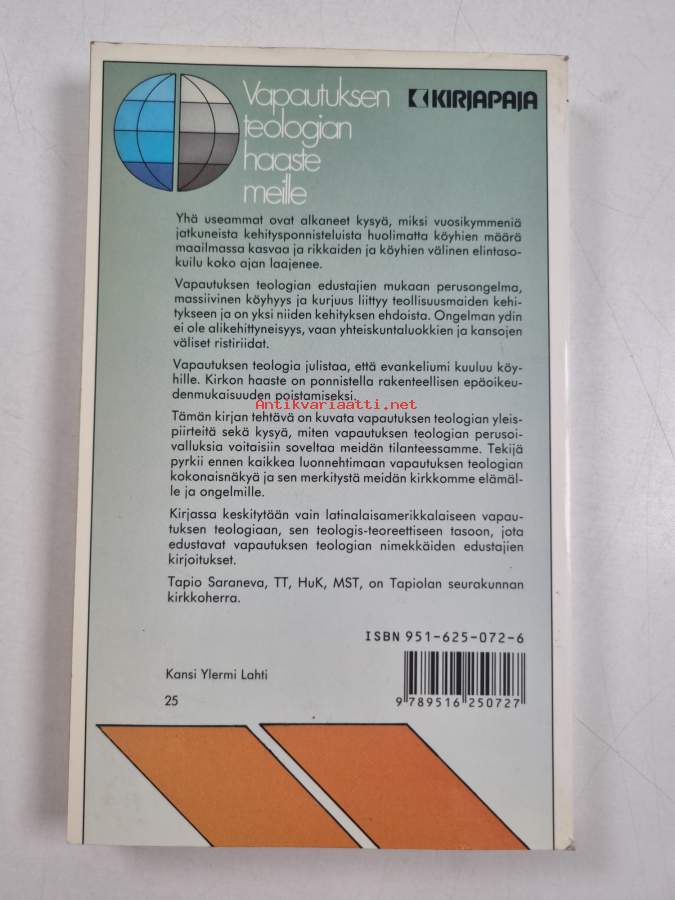 Vapautuksen
teologian
haaste
meille
KIRJAPAJA
Yhä useammat ovat alkaneet kysyä, miksi vuosikymmeniä
jatkuneista kehitysponnisteluista huolimatta köyhien määrä
maailmassa kasvaa ja rikkaiden ja köyhien välinen elintaso-
kuilu koko ajan laajenee.
Vapautuksen teologian edustajien mukaan perusongelma,
massiivinen köyhyys ja kurjuus liittyy teollisuusmaiden kehi-
tykseen ja on yksi niiden kehityksen ehdoista. Ongelman ydin
ei ole alikehittyneisyys, vaan yhteiskuntaluokkien ja kansojen
väliset ristiriidat.
Vapautuksen teologia julistaa, että evankeliumi kuuluu köy-
hille. Kirkon haaste on ponnistella rakenteellisen epäoikeu-
denmukaisuuden poistamiseksi.
Antikvariaatti.net
Tämän kirjan tehtävä on kuvata vapautuksen teologian yleis-
piirteitä sekä kysyä, miten vapautuksen teologian perusoi-
valluksia voitaisiin soveltaa meidän tilanteessamme. Tekijä
pyrkii ennen kaikkea luonnehtimaan vapautuksen teologian
kokonaisnäkyä ja sen merkitystä meidän kirkkomme elämäl-
le ja ongelmille.
Kirjassa keskitytään vain latinalaisamerikkalaiseen vapau-
tuksen teologiaan, sen teologis-teoreettiseen tasoon, jota
edustavat vapautuksen teologian nimekkäiden edustajien
kirjoitukset.
Tapio Saraneva, TT, HuK, MST, on Tapiolan seurakunnan
kirkkoherra.
ISBN 951-625-072-6
Kansi Ylermi Lahti
25
9 789516 250727